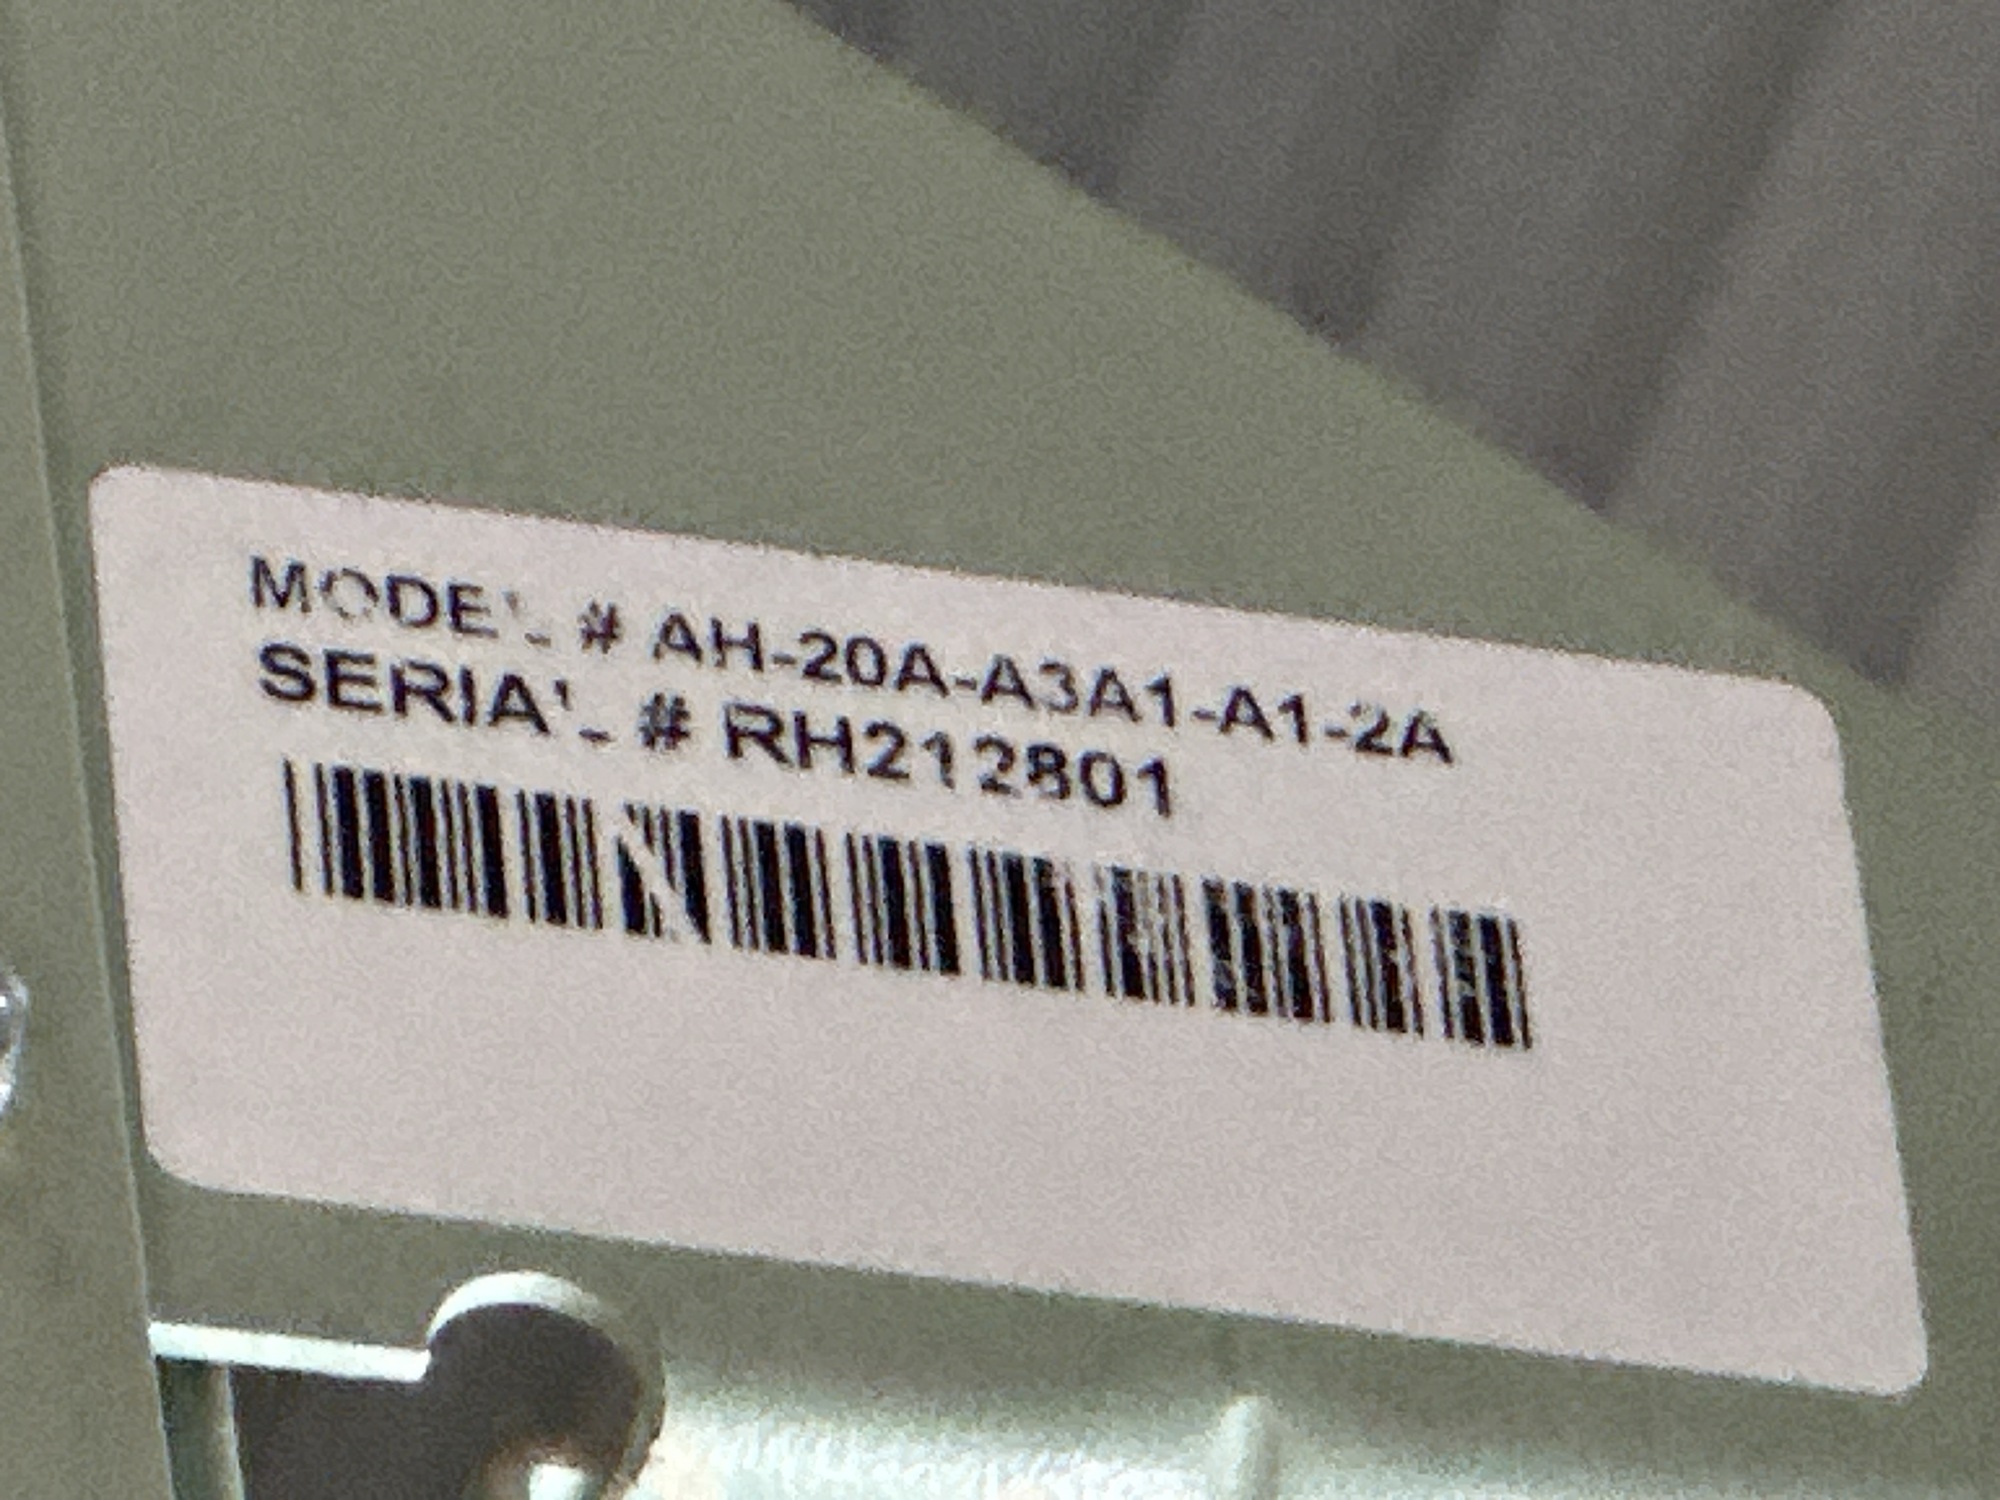 MODEL # AH-20A-A3A1-A1-2A
SERIAL # RH212801